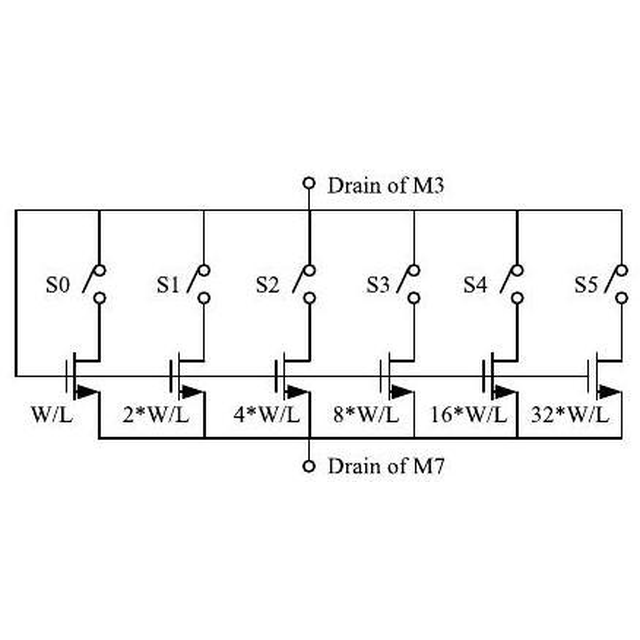 Drain of M3
S0 S1 S2 S3 S4 S5
W/L 2*W/L 4*W/L 8*W/L 16*W/L 32*W/L
Drain of M7